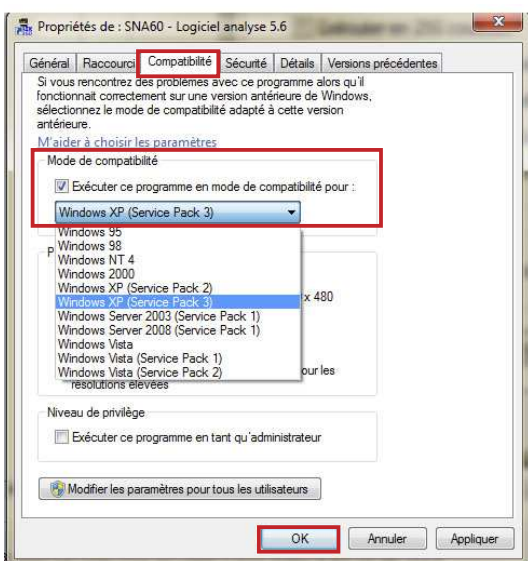 Propriétés de : SNA60 - Logiciel analyse 5.6
Général Raccourci Compatibilité Sécurité Détails Versions précédentes
Si vous rencontrez des problèmes avec ce programme alors qu'il
fonctionnait correctement sur une version antérieure de Windows,
sélectionnez le mode de compatibilité adapté à cette version
antérieure.
M'aider à choisir les paramètres
Mode de compatibilité
Exécuter ce programme en mode de compatibilité pour :
Windows XP (Service Pack 3)
Windows 95
Windows 98
P
Windows NT 4
Windows 2000
Windows XP (Service Pack 2)
Windows XP (Service Pack 3) x 480
Windows Server 2003 (Service Pack 1)
Windows Server 2008 (Service Pack 1)
Windows Vista
Windows Vista (Service Pack 1)
Windows Vista (Service Pack 2) our les
résolutions élevées
Niveau de privilège
Exécuter ce programme en tant qu'administrateur
Modifier les paramètres pour tous les utilisateurs
OK Annuler Appliquer